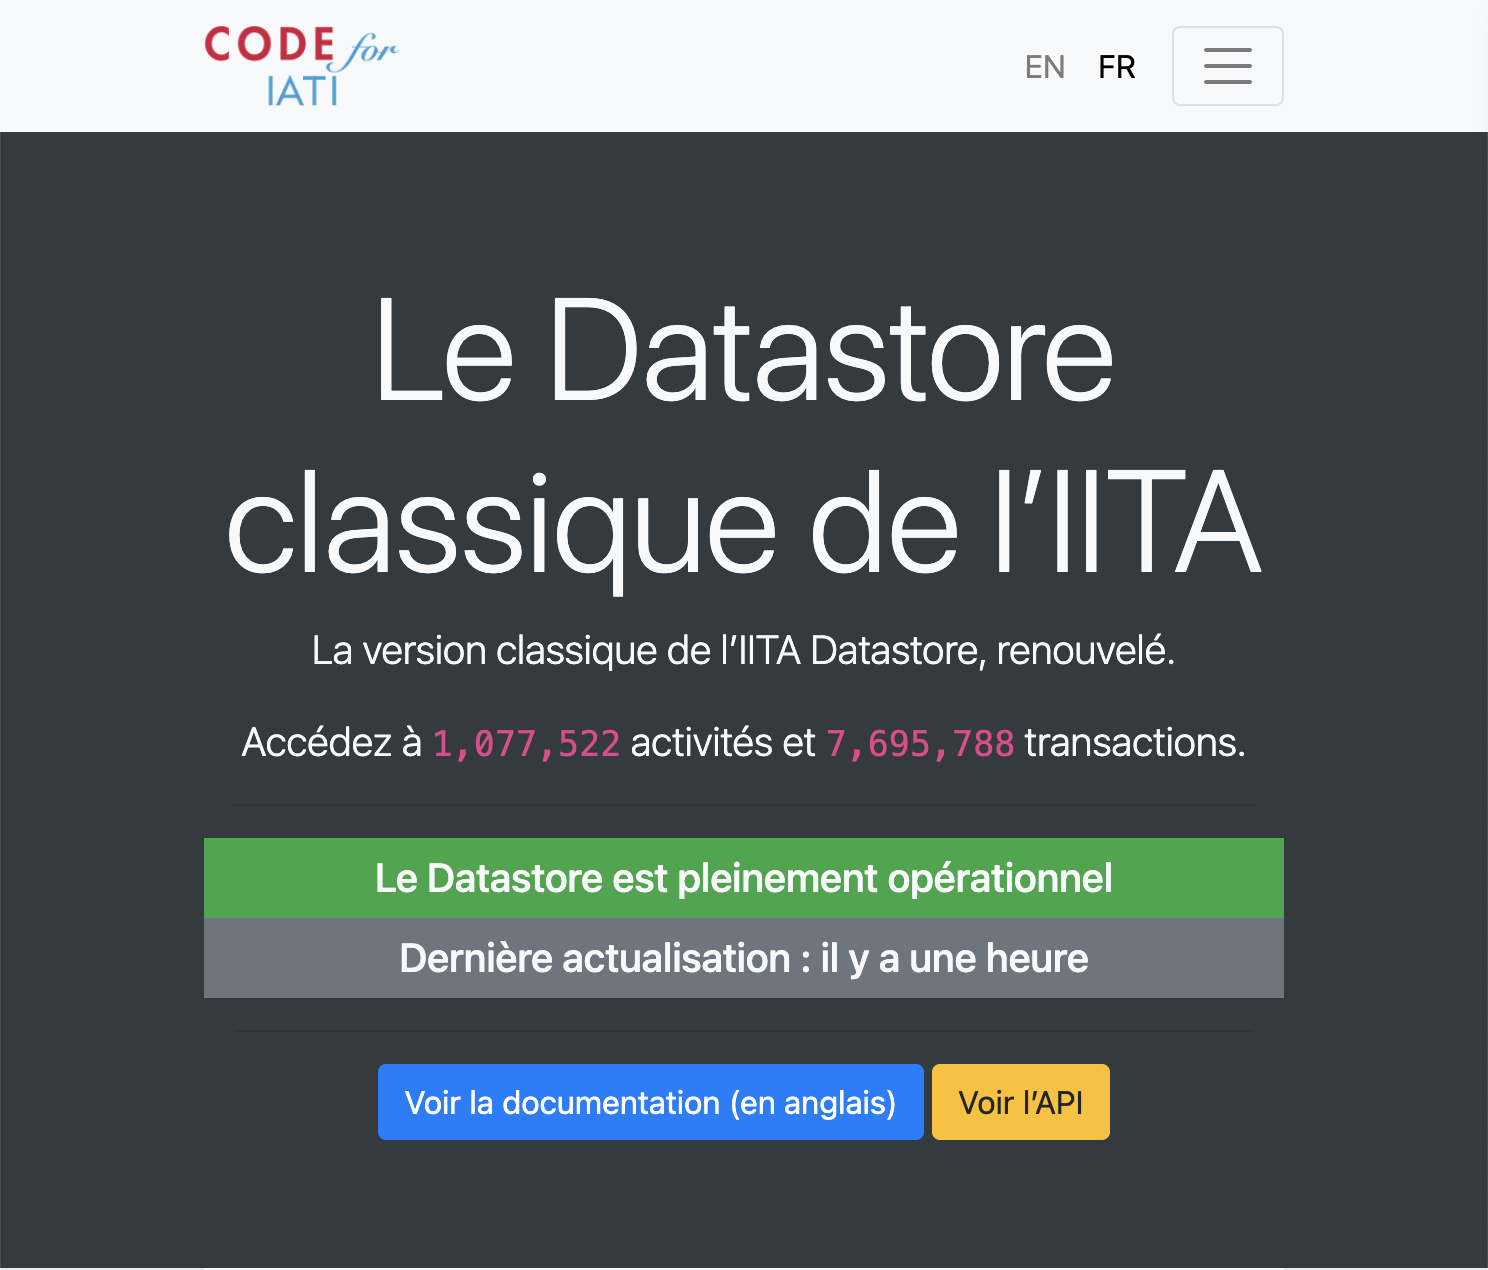 CODE for
IATI
EN FR
Le Datastore
classique de l’IITA
La version classique de l’IITA Datastore, renouvelé.
Accédez à 1,077,522 activités et 7,695,788 transactions.
Le Datastore est pleinement opérationnel
Dernière actualisation : il y a une heure
Voir la documentation (en anglais) Voir l’API